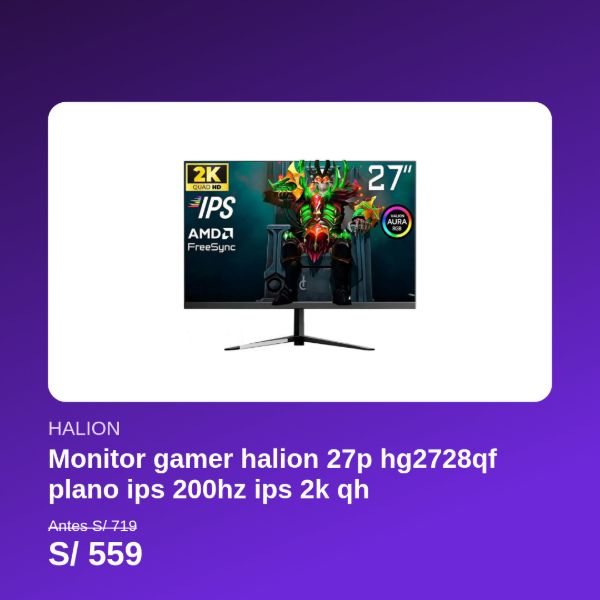 2K
QUAD HD
IPS
AMD
FreeSync
27"
HALION
AURA
RGB
HALION
Monitor gamer halion 27p hg2728qf
plano ips 200hz ips 2k qh
Antes S/ 719
S/ 559